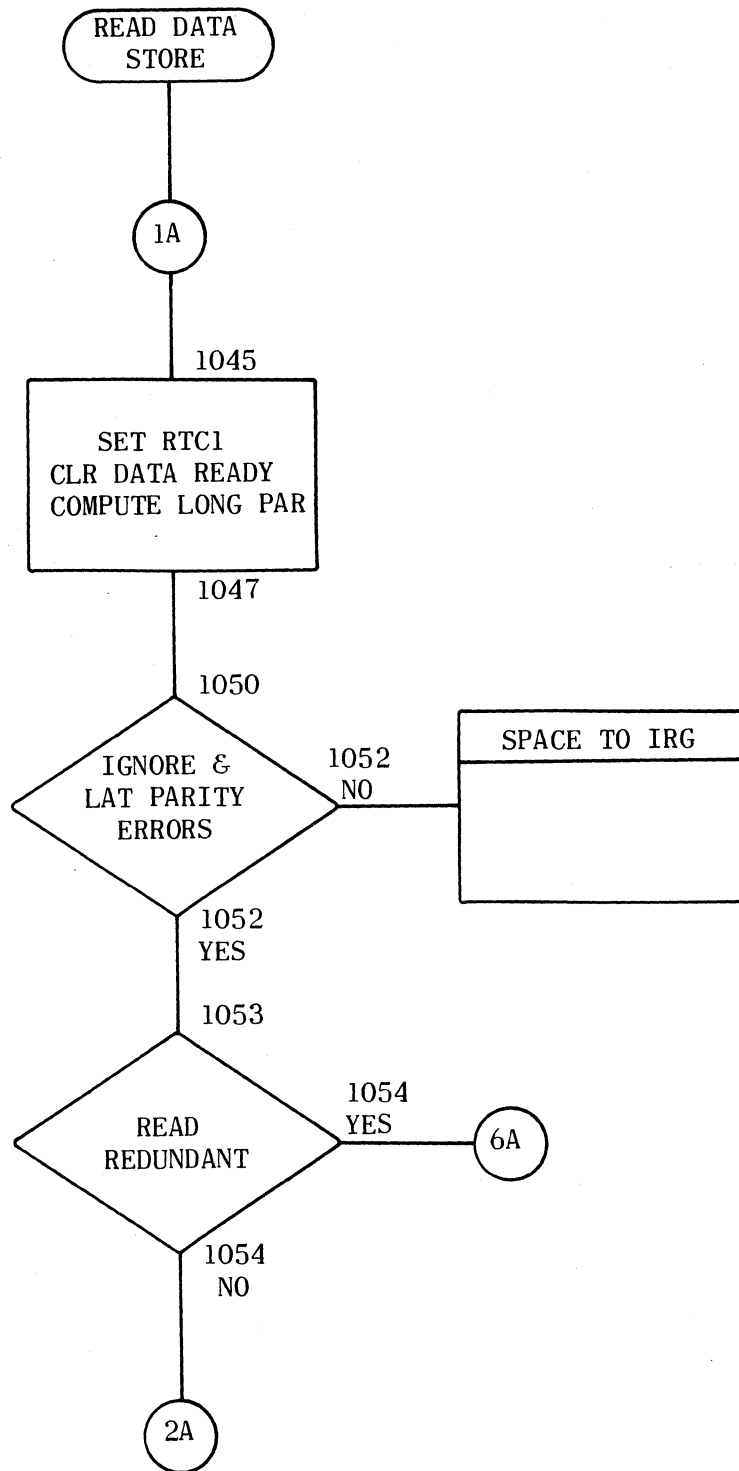 READ DATA
STORE
1A
1045
SET RTC1
CLR DATA READY
COMPUTE LONG PAR
1047
1050
IGNORE &
LAT PARITY
ERRORS
1052
NO
SPACE TO IRG
1052
YES
1053
READ
REDUNDANT
1054
YES
6A
1054
NO
2A